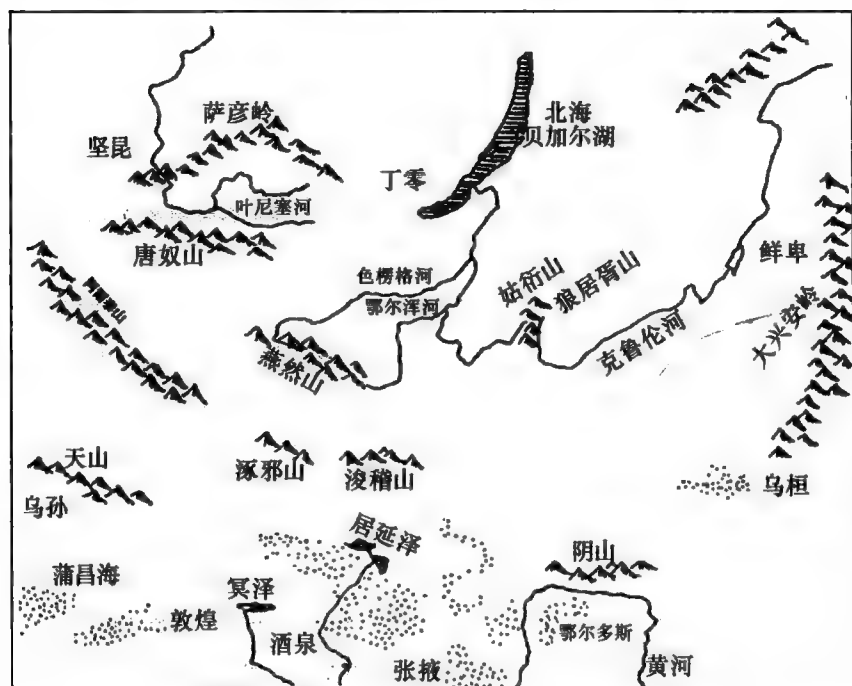 萨彦岭
坚昆
北海
贝加尔湖
丁零
叶尼塞河
唐奴山
鲜卑
色楞格河
姑衍山
狼居胥山
鄂尔浑河
克鲁伦河
大兴安岭
燕然山
天山
涿邪山
浚稽山
乌桓
乌孙
居延泽
阴山
蒲昌海
冥泽
敦煌
酒泉
鄂尔多斯
张掖
黄河